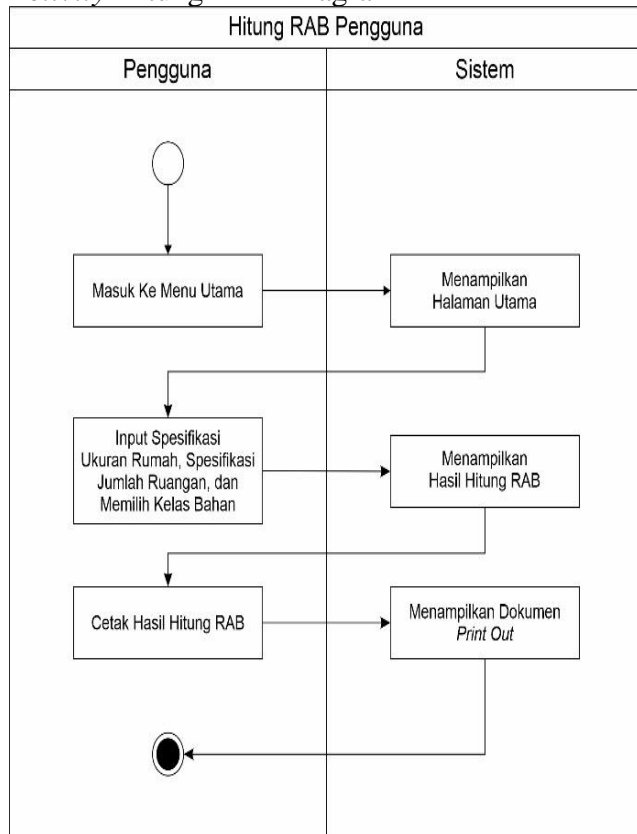 Hitung RAB Pengguna
Pengguna
Sistem
Masuk Ke Menu Utama
Menampilkan
Halaman Utama
Input Spesifikasi
Ukuran Rumah, Spesifikasi
Jumlah Ruangan, dan
Memilih Kelas Bahan
Menampilkan
Hasil Hitung RAB
Cetak Hasil Hitung RAB
Menampilkan Dokumen
Print Out